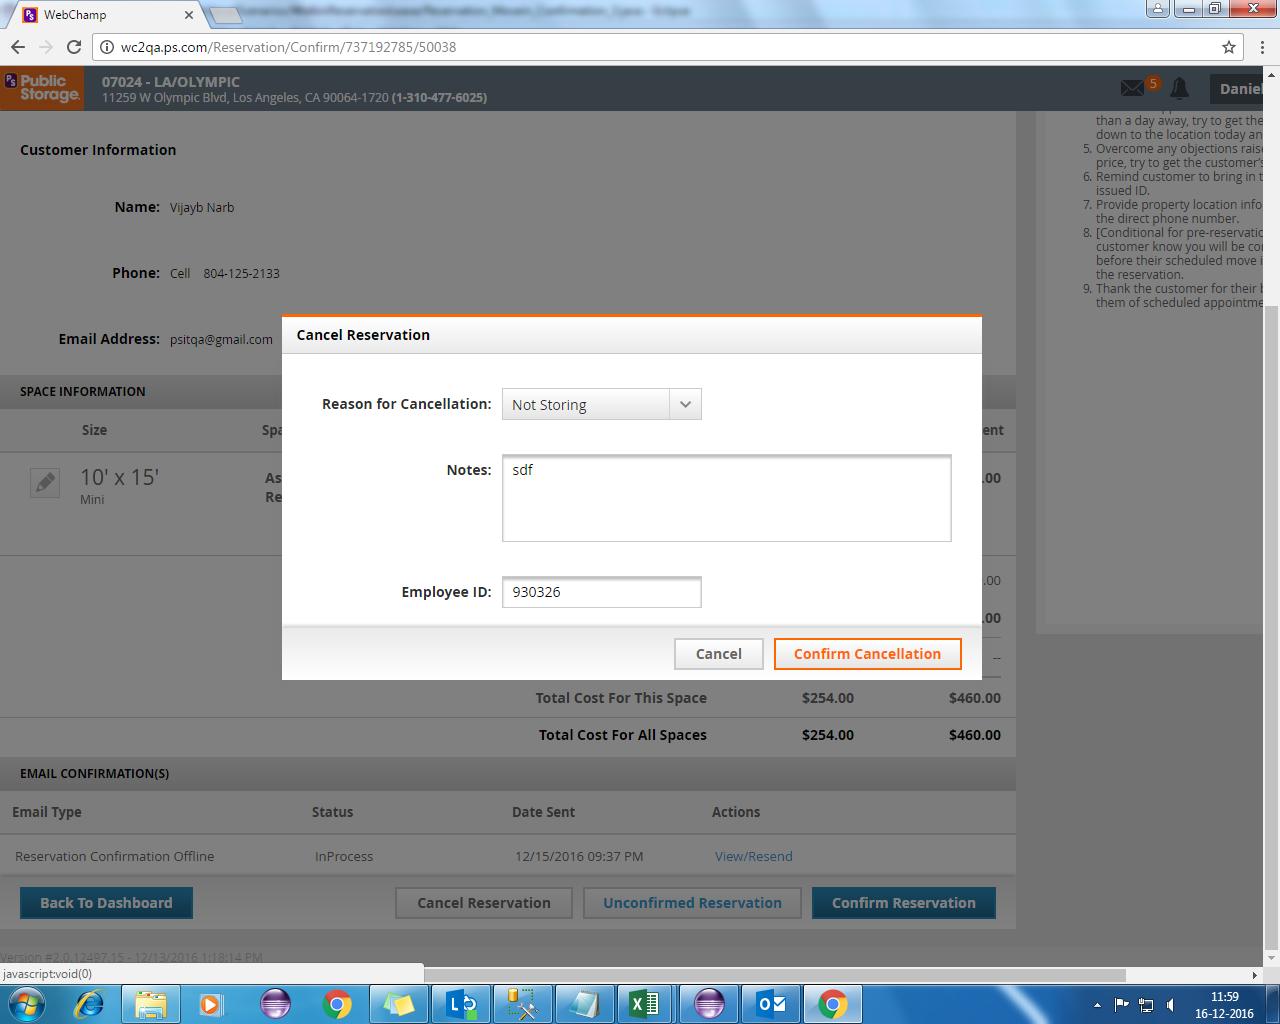 WebChamp
wc2qa.ps.com/Reservation/Confirm/737192785/50038
PS Public Storage.
07024 - LA/OLYMPIC
11259 W Olympic Blvd, Los Angeles, CA 90064-1720 (1-310-477-6025)
5
Daniel
than a day away, try to get the
down to the location today an
5. Overcome any objections rais
price, try to get the customer's
6. Remind customer to bring in t
issued ID.
7. Provide property location info
the direct phone number.
8. [Conditional for pre-reservatio
customer know you will be co
before their scheduled move i
the reservation.
9. Thank the customer for their b
them of scheduled appointme
Customer Information
Name: Vijayb Narb
Phone: Cell 804-125-2133
Email Address: psitqa@gmail.com
SPACE INFORMATION
Size Spa ent
10' x 15' As .00
Mini Re
.00
.00
--
Cancel Reservation
Reason for Cancellation: Not Storing
Notes: sdf
Employee ID: 930326
Cancel Confirm Cancellation
Total Cost For This Space $254.00 $460.00
Total Cost For All Spaces $254.00 $460.00
EMAIL CONFIRMATION(S)
Email Type Status Date Sent Actions
Reservation Confirmation Offline InProcess 12/15/2016 09:37 PM View/Resend
Back To Dashboard Cancel Reservation Unconfirmed Reservation Confirm Reservation
Version #2.0.12497.15 - 12/13/2016 1:18:14 PM
javascript:void(0)
11:59
16-12-2016